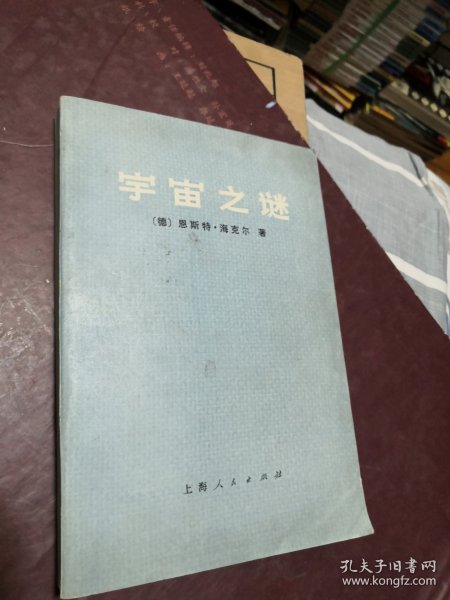 宇宙之谜
〔德〕恩斯特·海克尔 著
上海人民出版社
孔夫子旧书网
www.kongfz.com